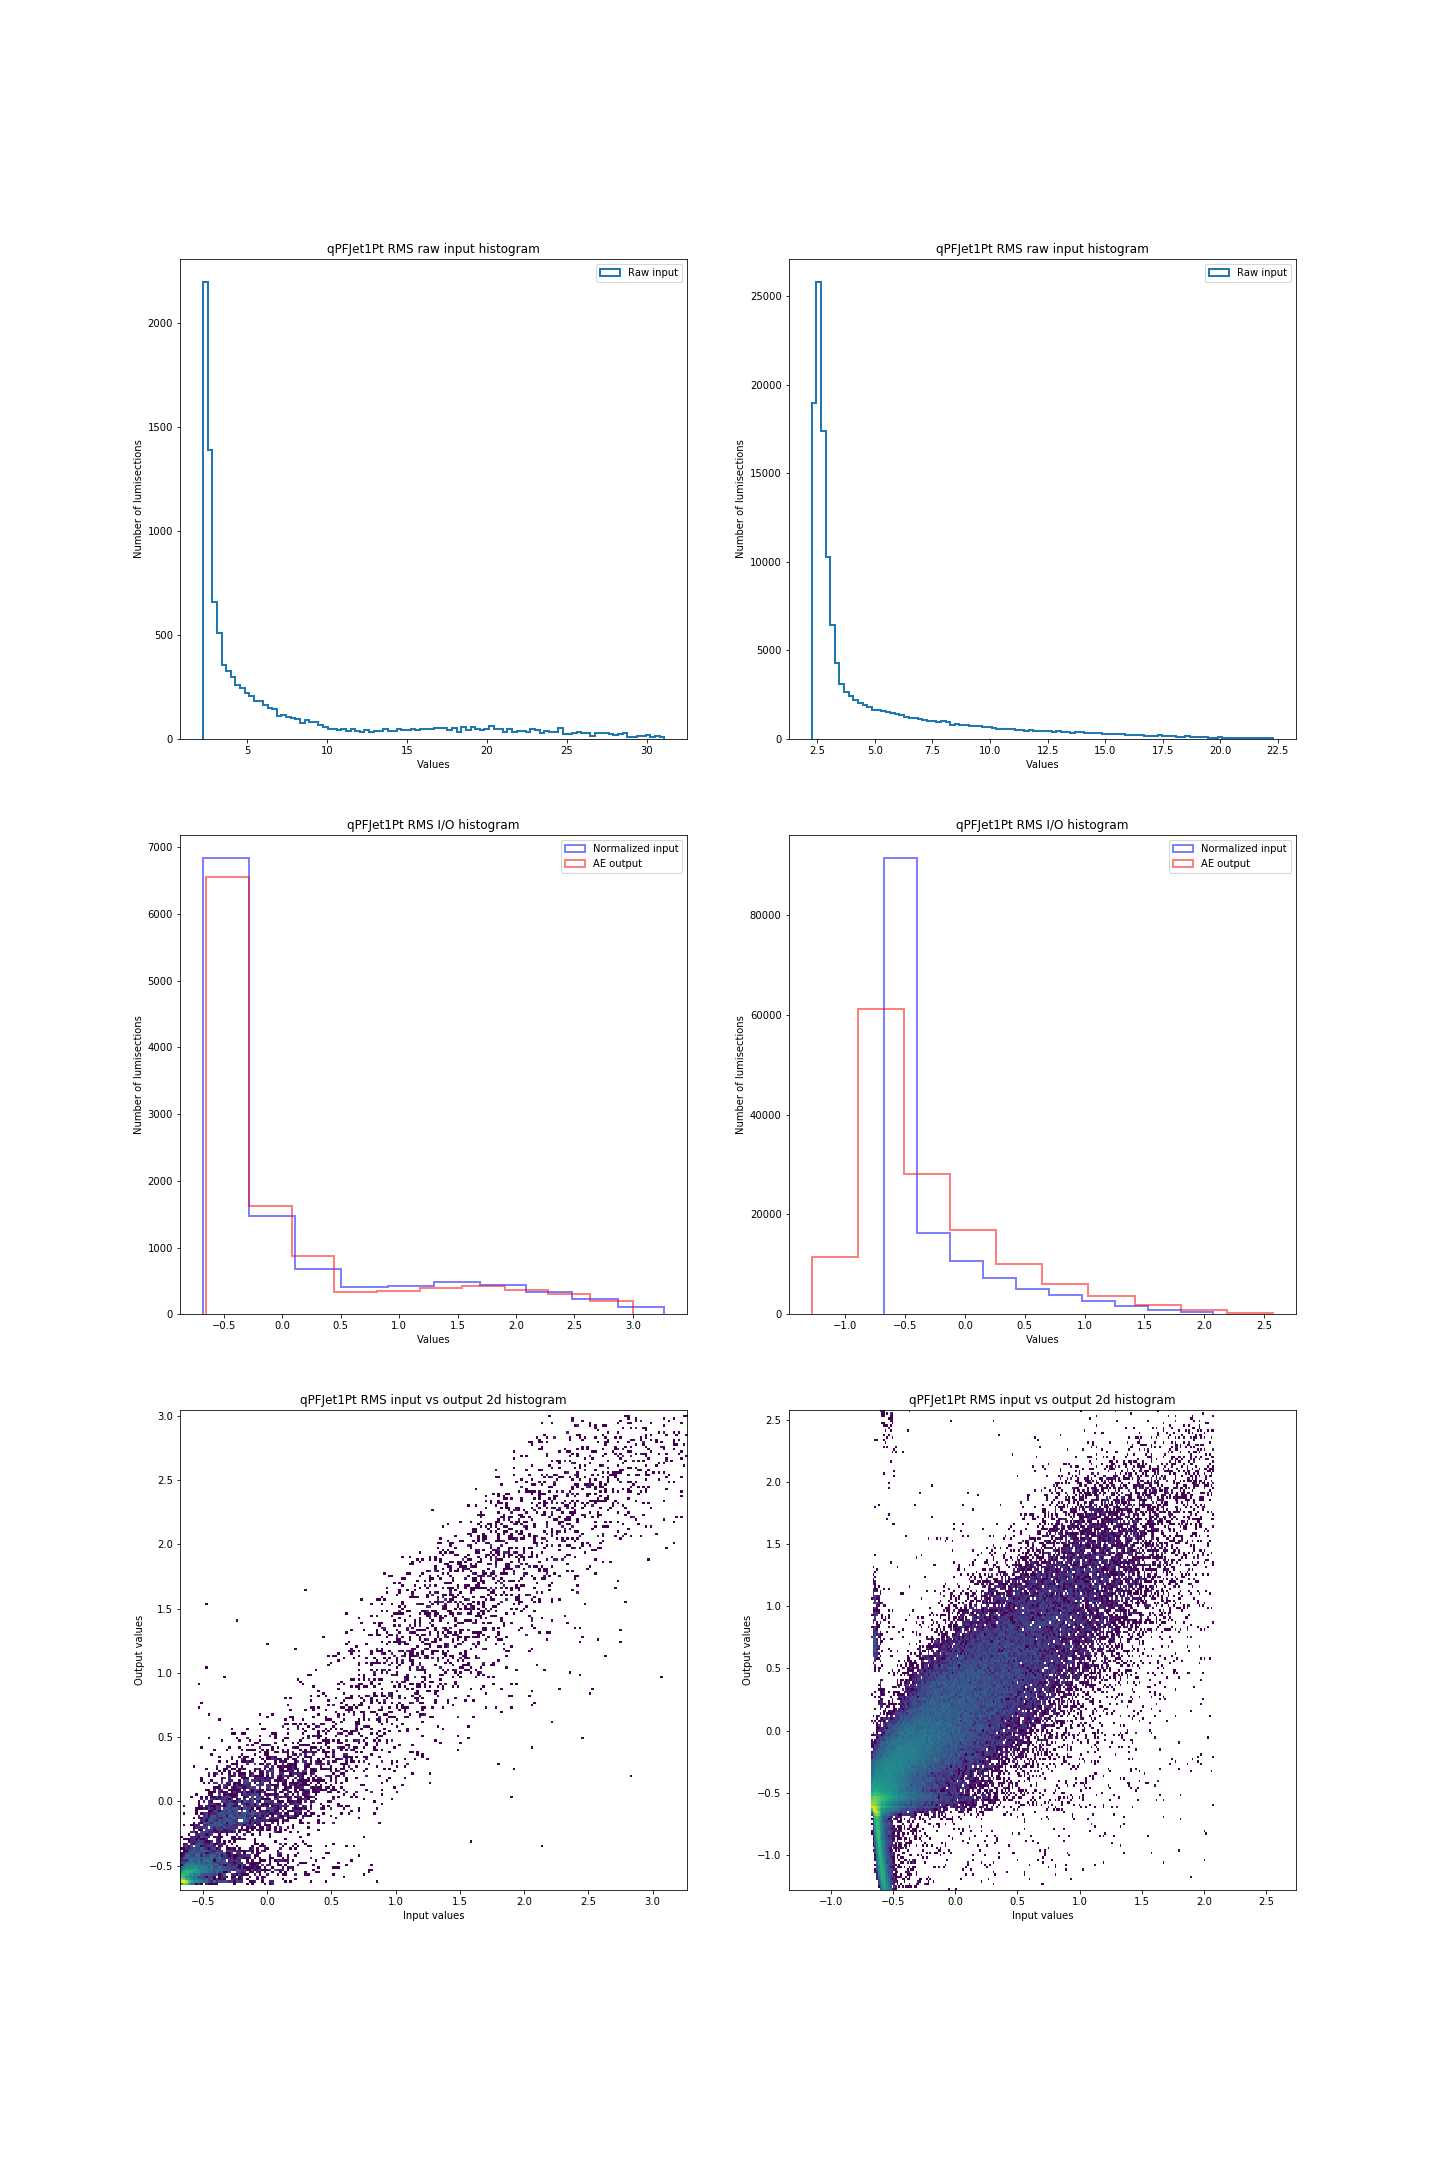 qPFJet1Pt RMS raw input histogram
Raw input
2000
1500
1000
500
0
Number of lumisections
5 10 15 20 25 30
Values
qPFJet1Pt RMS raw input histogram
Raw input
25000
20000
15000
10000
5000
0
Number of lumisections
2.5 5.0 7.5 10.0 12.5 15.0 17.5 20.0 22.5
Values
qPFJet1Pt RMS I/O histogram
Normalized input
AE output
7000
6000
5000
4000
3000
2000
1000
0
Number of lumisections
−0.5 0.0 0.5 1.0 1.5 2.0 2.5 3.0
Values
qPFJet1Pt RMS I/O histogram
Normalized input
AE output
80000
60000
40000
20000
0
Number of lumisections
−1.0 −0.5 0.0 0.5 1.0 1.5 2.0 2.5
Values
qPFJet1Pt RMS input vs output 2d histogram
3.0
2.5
2.0
1.5
1.0
0.5
0.0
−0.5
Output values
−0.5 0.0 0.5 1.0 1.5 2.0 2.5 3.0
Input values
qPFJet1Pt RMS input vs output 2d histogram
2.5
2.0
1.5
1.0
0.5
0.0
−0.5
−1.0
Output values
−1.0 −0.5 0.0 0.5 1.0 1.5 2.0 2.5
Input values